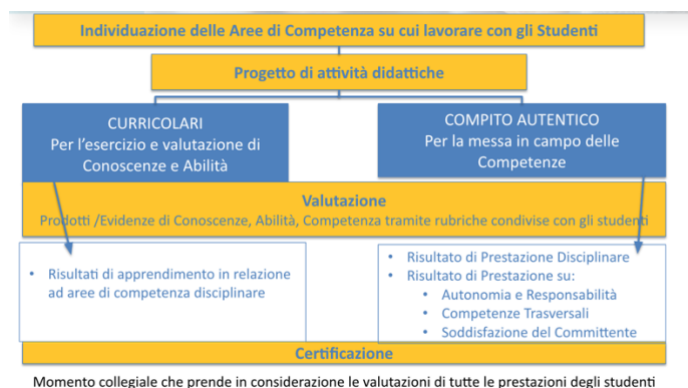 Individuazione delle Aree di Competenza su cui lavorare con gli Studenti
Progetto di attività didattiche
CURRICOLARI
Per l'esercizio e valutazione di
Conoscenze e Abilità
COMPITO AUTENTICO
Per la messa in campo delle
Competenze
Valutazione
Prodotti /Evidenze di Conoscenze, Abilità, Competenza tramite rubriche condivise con gli studenti
• Risultati di apprendimento in relazione
ad aree di competenza disciplinare
• Risultato di Prestazione Disciplinare
• Risultato di Prestazione su:
• Autonomia e Responsabilità
• Competenze Trasversali
• Soddisfazione del Committente
Certificazione
Momento collegiale che prende in considerazione le valutazioni di tutte le prestazioni degli studenti